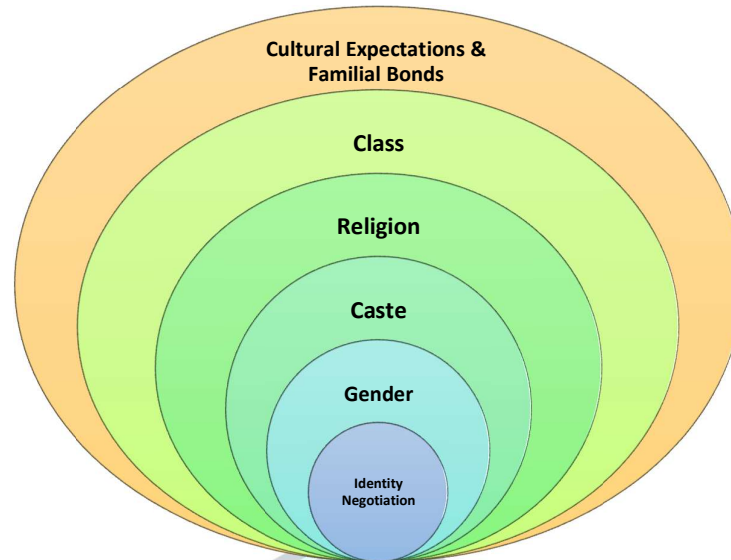 Cultural Expectations &
Familial Bonds
Class
Religion
Caste
Gender
Identity
Negotiation